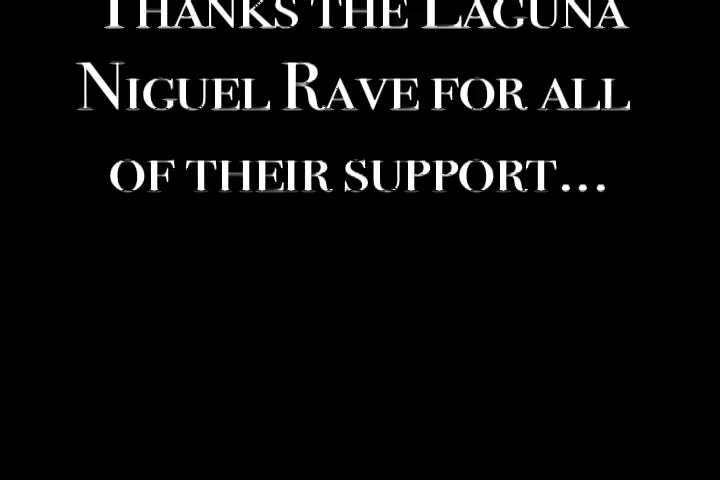 Thanks the Laguna
Niguel Rave for all
of their support...